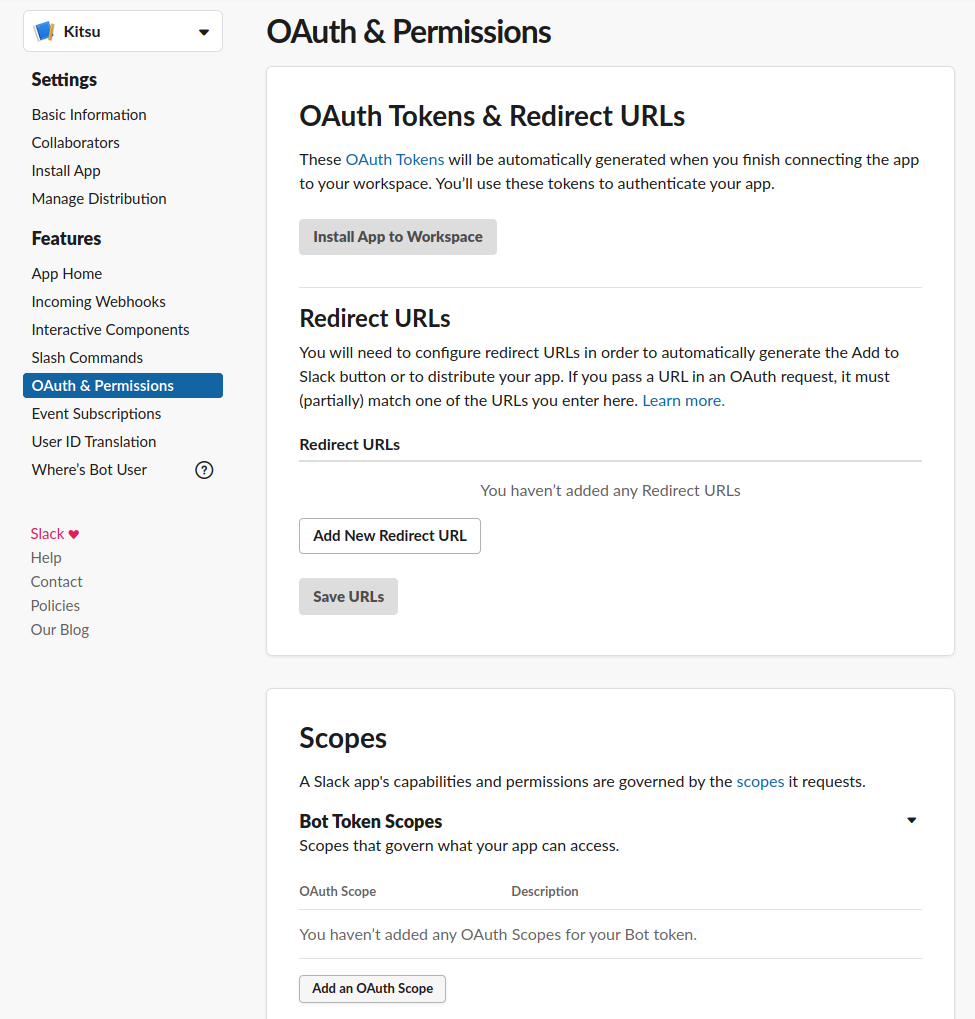 Kitsu
Settings
Basic Information
Collaborators
Install App
Manage Distribution
Features
App Home
Incoming Webhooks
Interactive Components
Slash Commands
OAuth & Permissions
Event Subscriptions
User ID Translation
Where’s Bot User
?
Slack
Help
Contact
Policies
Our Blog
OAuth & Permissions
OAuth Tokens & Redirect URLs
These OAuth Tokens will be automatically generated when you finish connecting the app
to your workspace. You’ll use these tokens to authenticate your app.
Install App to Workspace
Redirect URLs
You will need to configure redirect URLs in order to automatically generate the Add to
Slack button or to distribute your app. If you pass a URL in an OAuth request, it must
(partially) match one of the URLs you enter here. Learn more.
Redirect URLs
You haven’t added any Redirect URLs
Add New Redirect URL
Save URLs
Scopes
A Slack app's capabilities and permissions are governed by the scopes it requests.
Bot Token Scopes
Scopes that govern what your app can access.
OAuth Scope Description
You haven’t added any OAuth Scopes for your Bot token.
Add an OAuth Scope